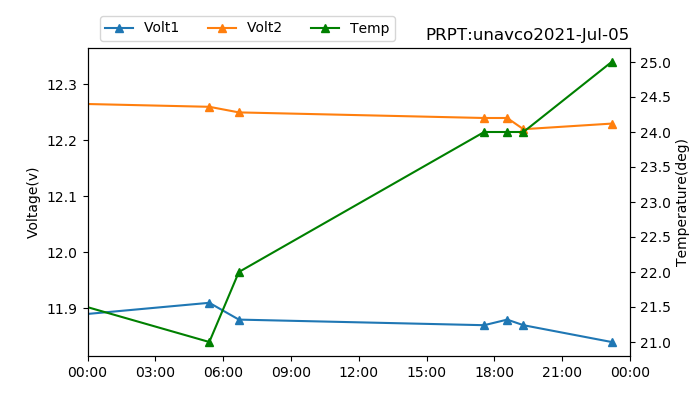 Volt1 Volt2 Temp
PRPT:unavco2021-Jul-05
12.3
12.2
12.1
12.0
11.9
Voltage(v)
25.0
24.5
24.0
23.5
23.0
22.5
22.0
21.5
21.0
Temperature(deg)
00:00 03:00 06:00 09:00 12:00 15:00 18:00 21:00 00:00